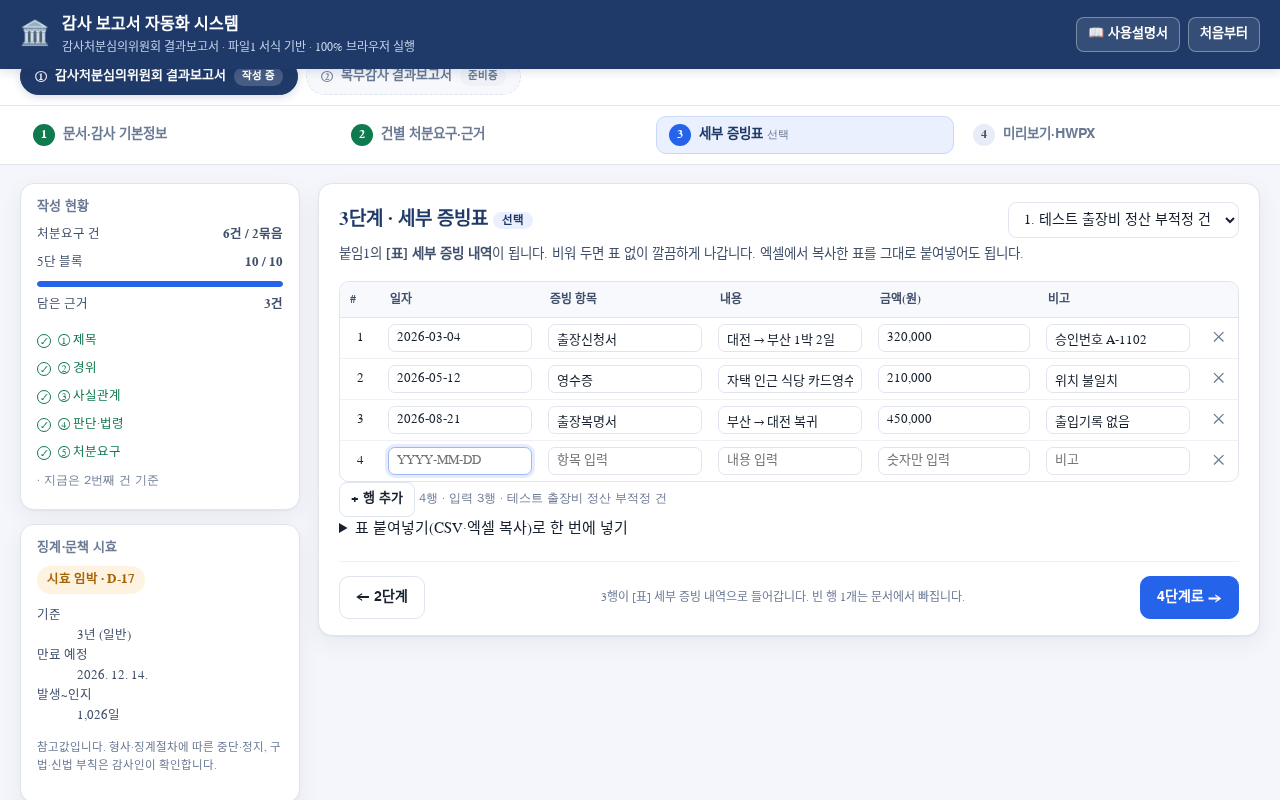 감사 보고서 자동화 시스템
감사처분심의위원회 결과보고서 · 파일1 서식 기반 · 100% 브라우저 실행
📖 사용설명서
처음부터
① 감사처분심의위원회 결과보고서 작성 중
② 복무감사 결과보고서 준비중
1 문서·감사 기본정보
2 건별 처분요구·근거
3 세부 증빙표 선택
4 미리보기·HWPX
작성 현황
처분요구 건 6건 / 2묶음
5단 블록 10 / 10
담은 근거 3건
✓ ① 제목
✓ ② 경위
✓ ③ 사실관계
✓ ④ 판단·법령
✓ ⑤ 처분요구
· 지금은 2번째 건 기준
징계·문책 시효
시효 임박 · D-17
기준
3년 (일반)
만료 예정
2026. 12. 14.
발생~인지
1,026일
참고값입니다. 형사·징계절차에 따른 중단·정지, 구
법·신법 부칙은 감사인이 확인합니다.
3단계 · 세부 증빙표 선택
1. 테스트 출장비 정산 부적정 건
붙임1의 [표] 세부 증빙 내역이 됩니다. 비워 두면 표 없이 깔끔하게 나갑니다. 엑셀에서 복사한 표를 그대로 붙여넣어도 됩니다.
# 일자 증빙 항목 내용 금액(원) 비고
1 2026-03-04 출장신청서 대전 → 부산 1박 2일 320,000 승인번호 A-1102 ×
2 2026-05-12 영수증 자택 인근 식당 카드영수 210,000 위치 불일치 ×
3 2026-08-21 출장복명서 부산 → 대전 복귀 450,000 출입기록 없음 ×
4 YYYY-MM-DD 항목 입력 내용 입력 숫자만 입력 비고 ×
+ 행 추가 4행 · 입력 3행 · 테스트 출장비 정산 부적정 건
▶ 표 붙여넣기(CSV·엑셀 복사)로 한 번에 넣기
← 2단계
3행이 [표] 세부 증빙 내역으로 들어갑니다. 빈 행 1개는 문서에서 빠집니다.
4단계로 →